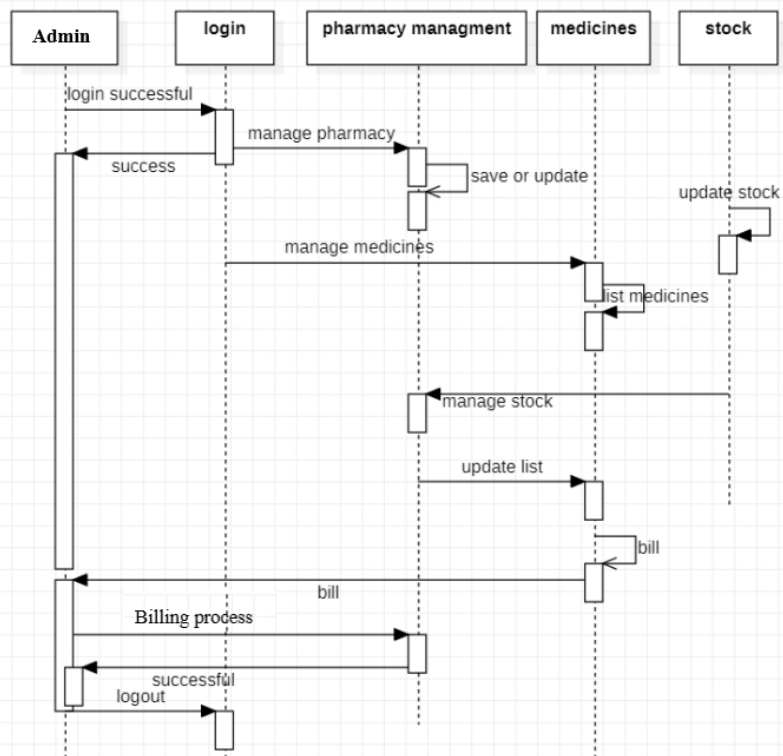 Admin
login
pharmacy managment
medicines
stock
login successful
manage pharmacy
success
save or update
update stock
manage medicines
list medicines
manage stock
update list
bill
bill
Billing process
successful
logout